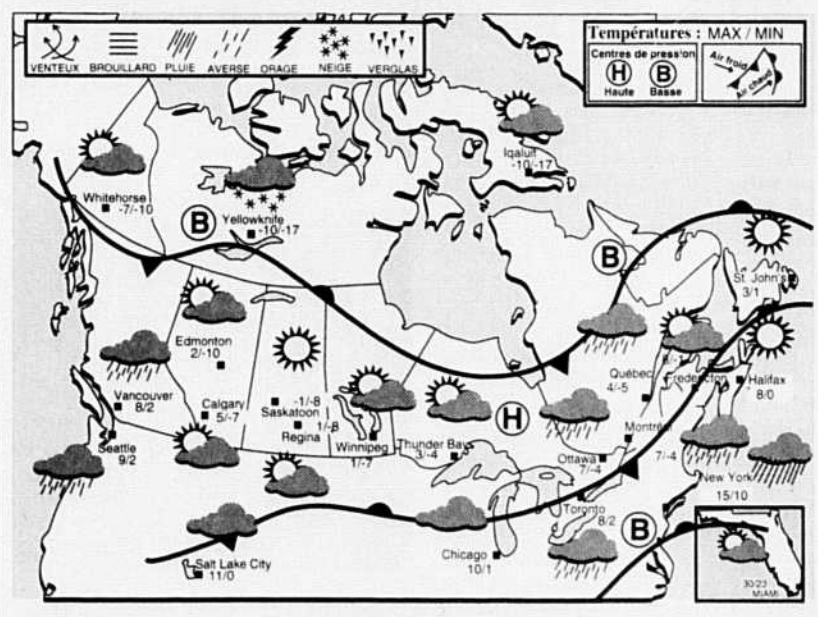 VENTEUX BROUILLARD PLUIE AVERSE ORAGE NEIGE VERGLAS
Températures : MAX / MIN
Centres de pression
H B
Haute Basse
Air froid
Air chaud
Iqaluit
-10/-17
Whitehorse
-7/-10
B
Yellowknife
-10/-17
B
St. John's
3/1
Edmonton
2/-10
Vancouver
8/2
Calgary
5/-7
-1/-8
Saskatoon
1/-8
Regina
Seattle
9/2
Winnipeg
1/-7
H
Thunder Bay
3/-4
Québec
4/-5
Fredericton
Halifax
8/0
Montréal
7/-4
Ottawa
7/-4
New York
15/10
Toronto
8/2
B
Chicago
10/1
Salt Lake City
11/0
30/23
MIAMI